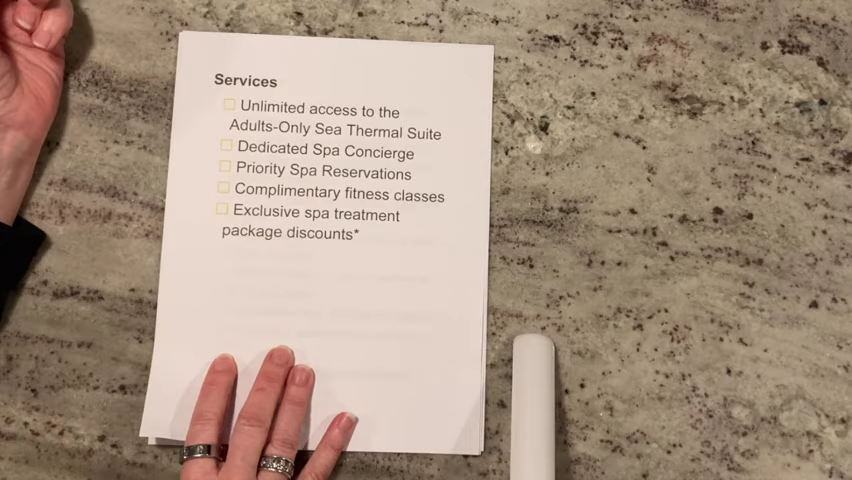 Services
☐ Unlimited access to the
Adults-Only Sea Thermal Suite
☐ Dedicated Spa Concierge
☐ Priority Spa Reservations
☐ Complimentary fitness classes
☐ Exclusive spa treatment
package discounts*